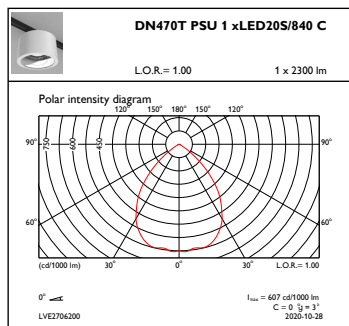 DN470T PSU 1 xLED20S/840 C
L.O.R.= 1.00 1 x 2300 lm
Polar intensity diagram
120° 150° 180° 150° 120°
90° 750 600 450 90°
60° 60°
(cd/1000 lm) 30° 0° 30° L.O.R.= 1.00
0° Imax = 607 cd/1000 lm
C = 0 °g = 3°
LVE2706200 2020-10-28